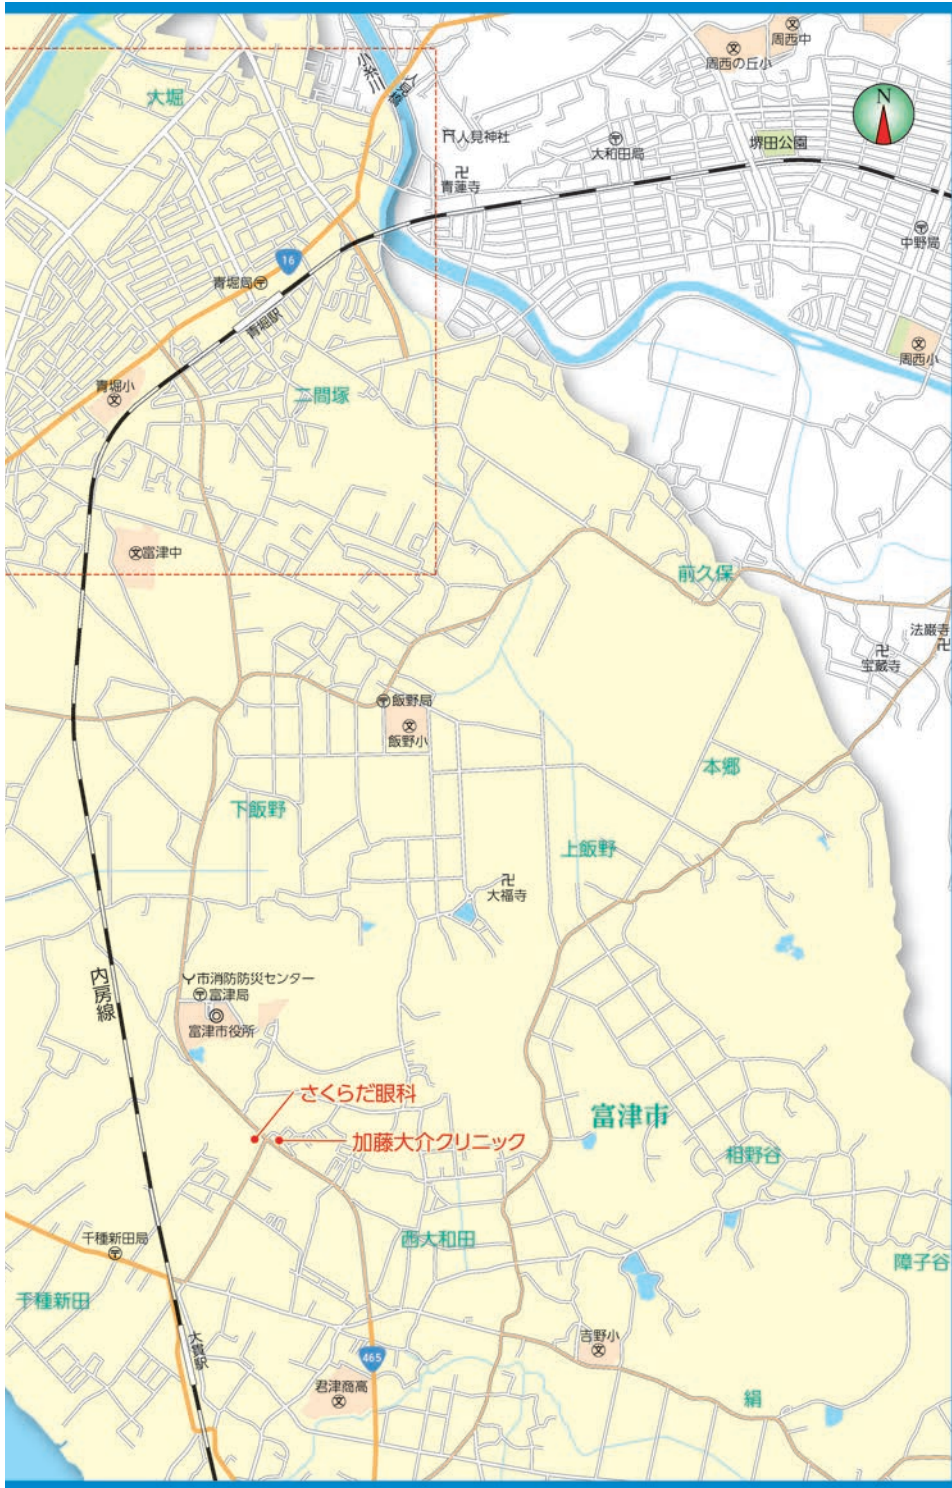 周西中
周西の丘小
小糸川
人見橋
N
大堀
人見神社
大和田局
堺田公園
青蓮寺
中野局
16
青堀局
青堀駅
周西小
青堀小
二間塚
富津中
前久保
法巌寺
宝蔵寺
飯野局
飯野小
本郷
下飯野
上飯野
大福寺
内房線
市消防防災センター
富津局
富津市役所
さくらだ眼科
富津市
加藤大介クリニック
相野谷
千種新田局
西大和田
障子谷
千種新田
大貫駅
吉野小
465
君津商高
絹